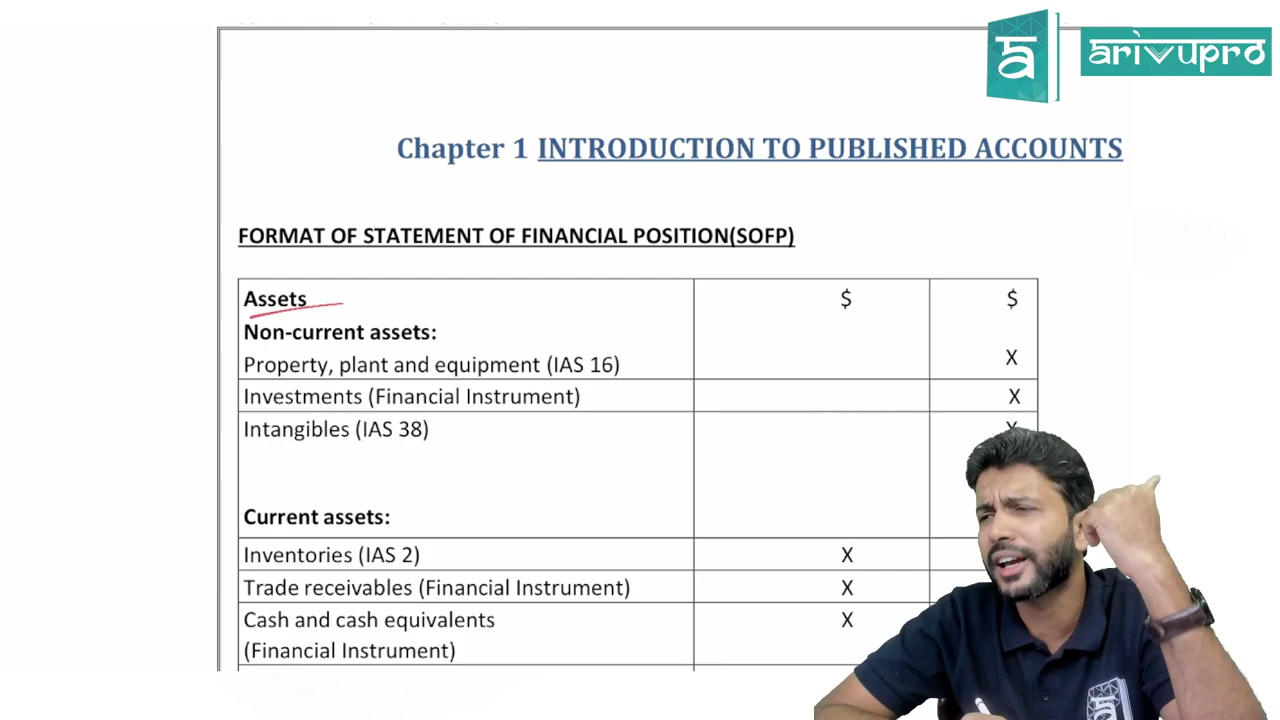 arivupro
Chapter 1 INTRODUCTION TO PUBLISHED ACCOUNTS
FORMAT OF STATEMENT OF FINANCIAL POSITION(SOFP)
Assets $ $
Non-current assets:
Property, plant and equipment (IAS 16) X
Investments (Financial Instrument) X
Intangibles (IAS 38) X
Current assets:
Inventories (IAS 2) X
Trade receivables (Financial Instrument) X
Cash and cash equivalents X
(Financial Instrument)